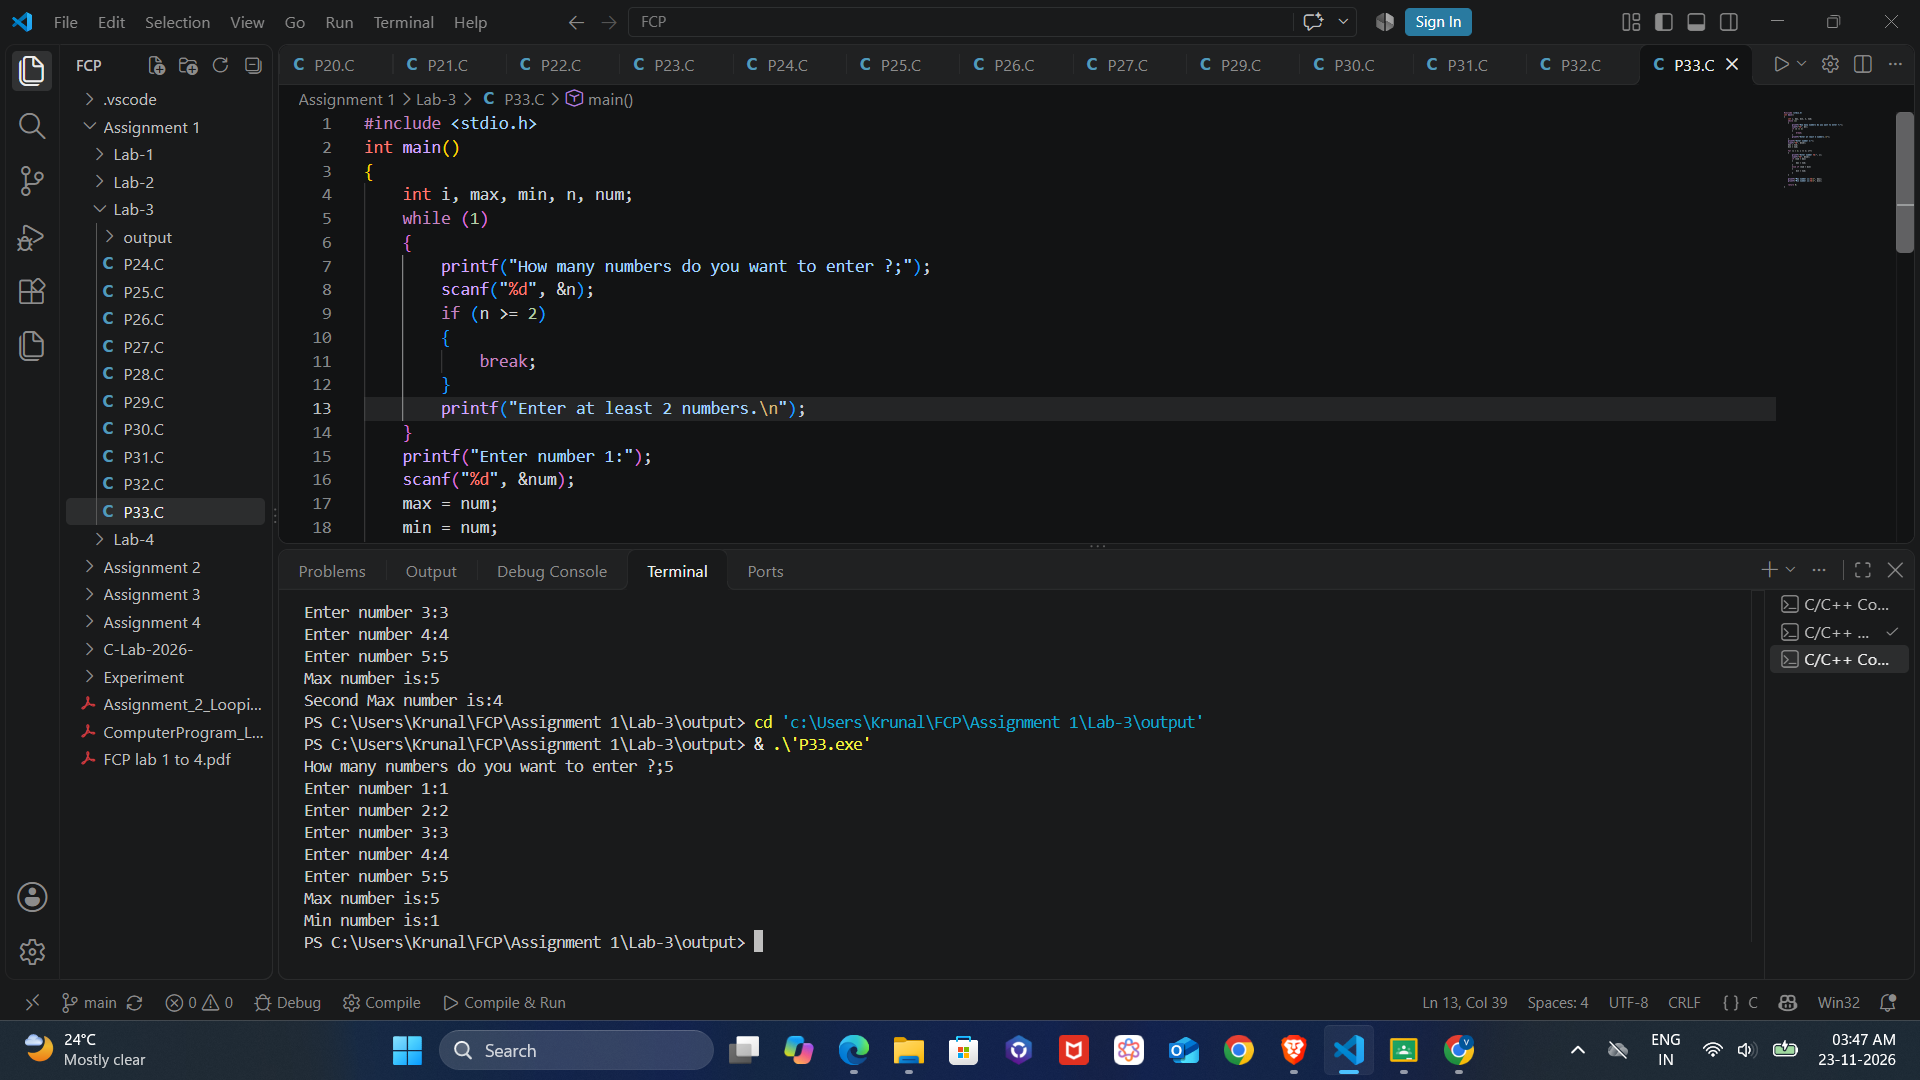 File Edit Selection View Go Run Terminal Help
FCP
Sign In
FCP
P20.C P21.C P22.C P23.C P24.C P25.C P26.C P27.C P29.C P30.C P31.C P32.C P33.C
Assignment 1 > Lab-3 > C P33.C > main()
.vscode
Assignment 1
Lab-1
Lab-2
Lab-3
output
C P24.C
C P25.C
C P26.C
C P27.C
C P28.C
C P29.C
C P30.C
C P31.C
C P32.C
C P33.C
Lab-4
Assignment 2
Assignment 3
Assignment 4
C-Lab-2026-
Experiment
Assignment_2_Loopi...
ComputerProgram_L...
FCP lab 1 to 4.pdf
1 #include <stdio.h>
2 int main()
3 {
4 int i, max, min, n, num;
5 while (1)
6 {
7 printf("How many numbers do you want to enter ?;");
8 scanf("%d", &n);
9 if (n >= 2)
10 {
11 break;
12 }
13 printf("Enter at least 2 numbers.\n");
14 }
15 printf("Enter number 1:");
16 scanf("%d", &num);
17 max = num;
18 min = num;
Problems Output Debug Console Terminal Ports
Enter number 3:3
Enter number 4:4
Enter number 5:5
Max number is:5
Second Max number is:4
PS C:\Users\Krunal\FCP\Assignment 1\Lab-3\output> cd 'c:\Users\Krunal\FCP\Assignment 1\Lab-3\output'
PS C:\Users\Krunal\FCP\Assignment 1\Lab-3\output> & .\'P33.exe'
How many numbers do you want to enter ?;5
Enter number 1:1
Enter number 2:2
Enter number 3:3
Enter number 4:4
Enter number 5:5
Max number is:5
Min number is:1
PS C:\Users\Krunal\FCP\Assignment 1\Lab-3\output>
C/C++ Co...
C/C++ ...
C/C++ Co...
main 0 0 Debug Compile Compile & Run
Ln 13, Col 39 Spaces: 4 UTF-8 CRLF {} C Win32
24°C
Mostly clear
Search
ENG
IN
03:47 AM
23-11-2026